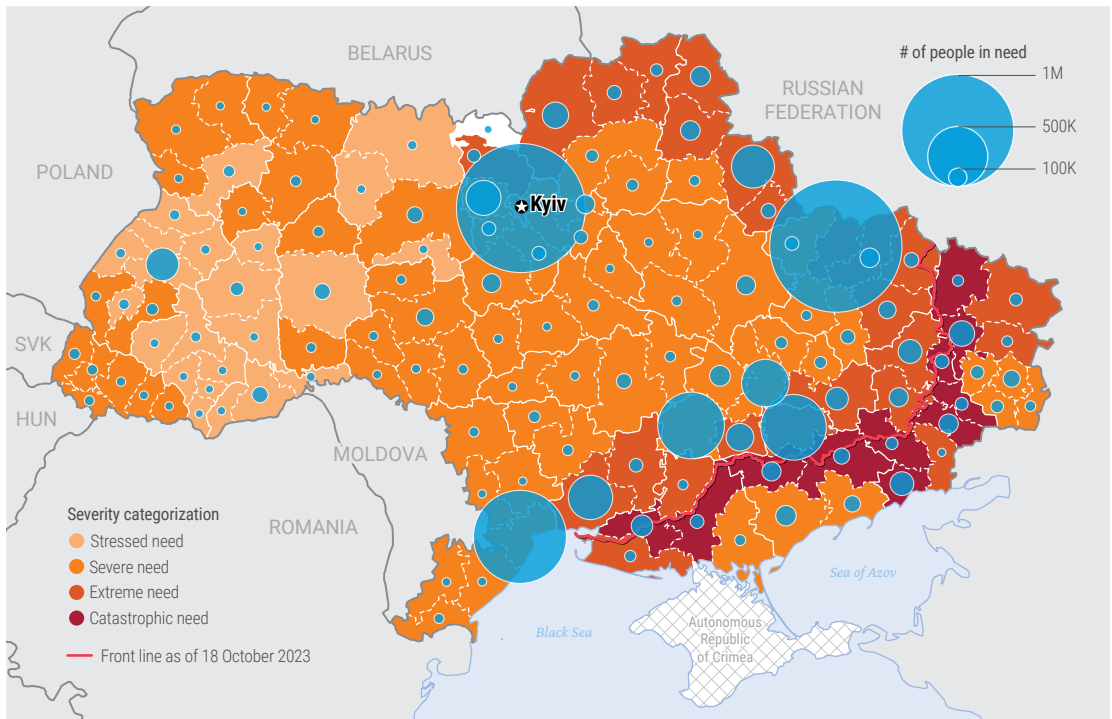 BELARUS
# of people in need
1M
500K
100K
RUSSIAN
FEDERATION
POLAND
Kyiv
SVK
HUN
MOLDOVA
ROMANIA
Severity categorization
Stressed need
Severe need
Extreme need
Catastrophic need
Front line as of 18 October 2023
Sea of Azov
Black Sea
Autonomous
Republic
of Crimea